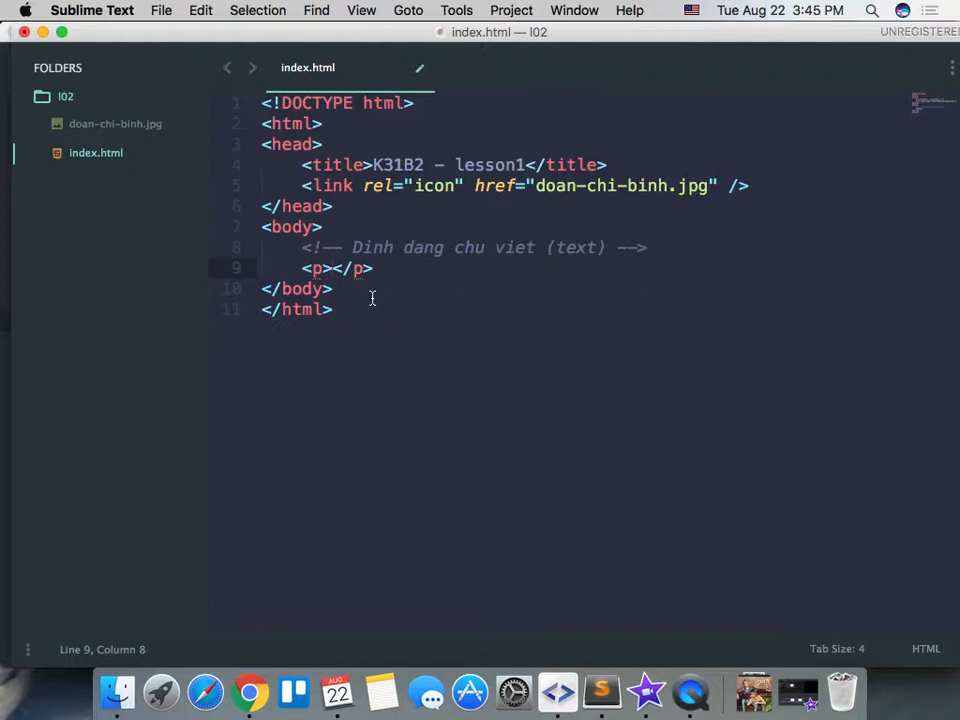 Sublime Text File Edit Selection Find View Goto Tools Project Window Help Tue Aug 22 3:45 PM
index.html — l02 UNREGISTERED
FOLDERS
l02
doan-chi-binh.jpg
index.html
index.html
1 <!DOCTYPE html>
2 <html>
3 <head>
4 <title>K31B2 - lesson1</title>
5 <link rel="icon" href="doan-chi-binh.jpg" />
6 </head>
7 <body>
8 <!-- Dinh dang chu viet (text) -->
9 <p></p>
10 </body>
11 </html>
Line 9, Column 8 Tab Size: 4 HTML
AUG
22